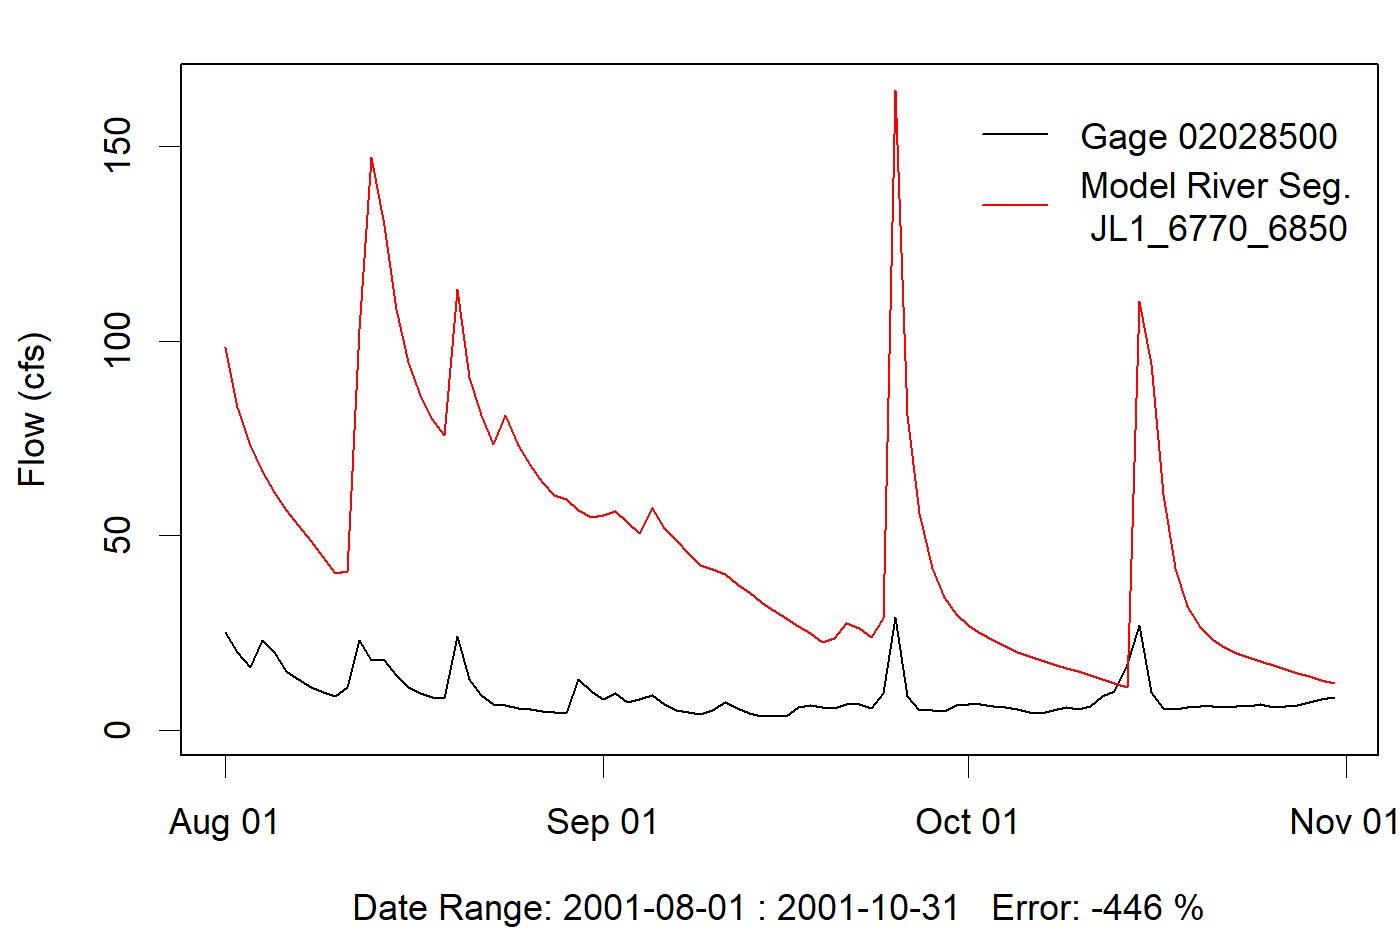 Gage 02028500
Model River Seg.
JL1_6770_6850
Flow (cfs)
150
100
50
0
Aug 01
Sep 01
Oct 01
Nov 01
Date Range: 2001-08-01 : 2001-10-31 Error: -446 %